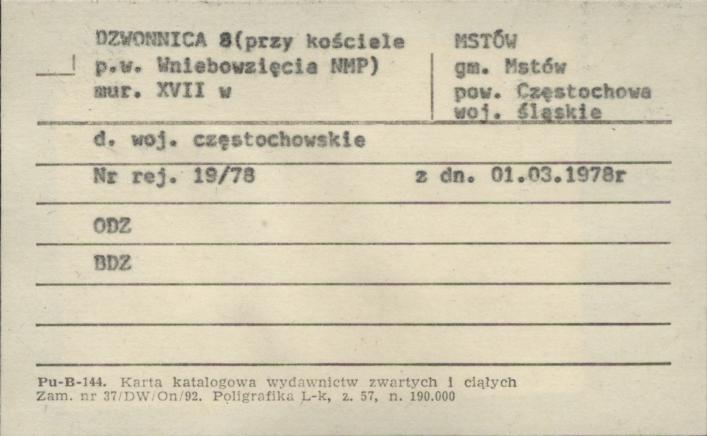 DZWONNICA 8(przy kościele
p.w. Wniebowzięcia NMP)
mur. XVII w
MSTÓW
gm. Mstów
pow. Częstochowa
woj. śląskie
d. woj. częstochowskie
Nr rej. 19/78 z dn. 01.03.1978r
ODZ
BDZ
Pu-B-144. Karta katalogowa wydawnictw zwartych i ciąłych
Zam. nr 37/DW/On/92. Poligrafika L-k, z. 57, n. 190.000